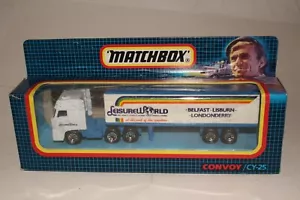 MATCHBOX
LEISUREWORLD
•BELFAST•LISBURN•
LONDONDERRY
CONVOY / CY-25